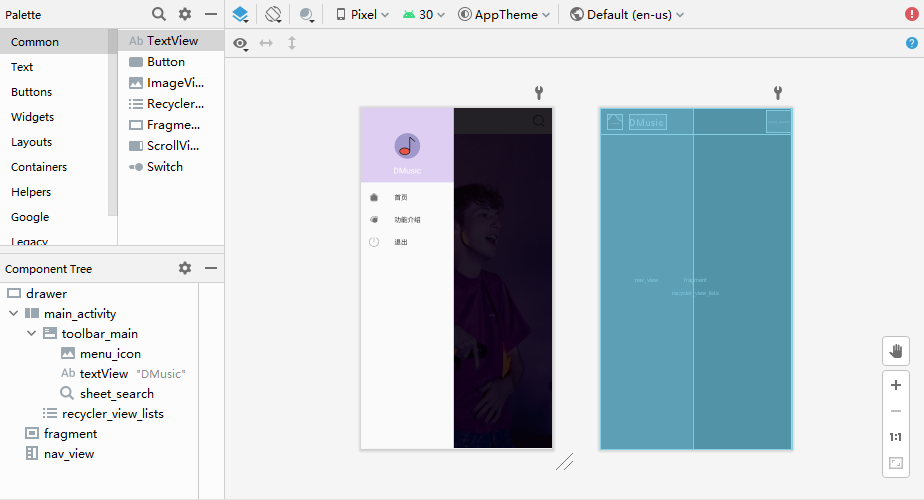 Palette
Pixel
30
AppTheme
Default (en-us)
Common
Text
Buttons
Widgets
Layouts
Containers
Helpers
Google
Legacy
Ab TextView
Button
ImageVi...
Recycler...
Fragme...
ScrollVi...
Switch
Component Tree
drawer
main_activity
toolbar_main
menu_icon
Ab textView "DMusic"
sheet_search
recycler_view_lists
fragment
nav_view
DMusic
首页
功能介绍
退出
DMusic
nav_view
fragment
recycler_view_lists
1:1